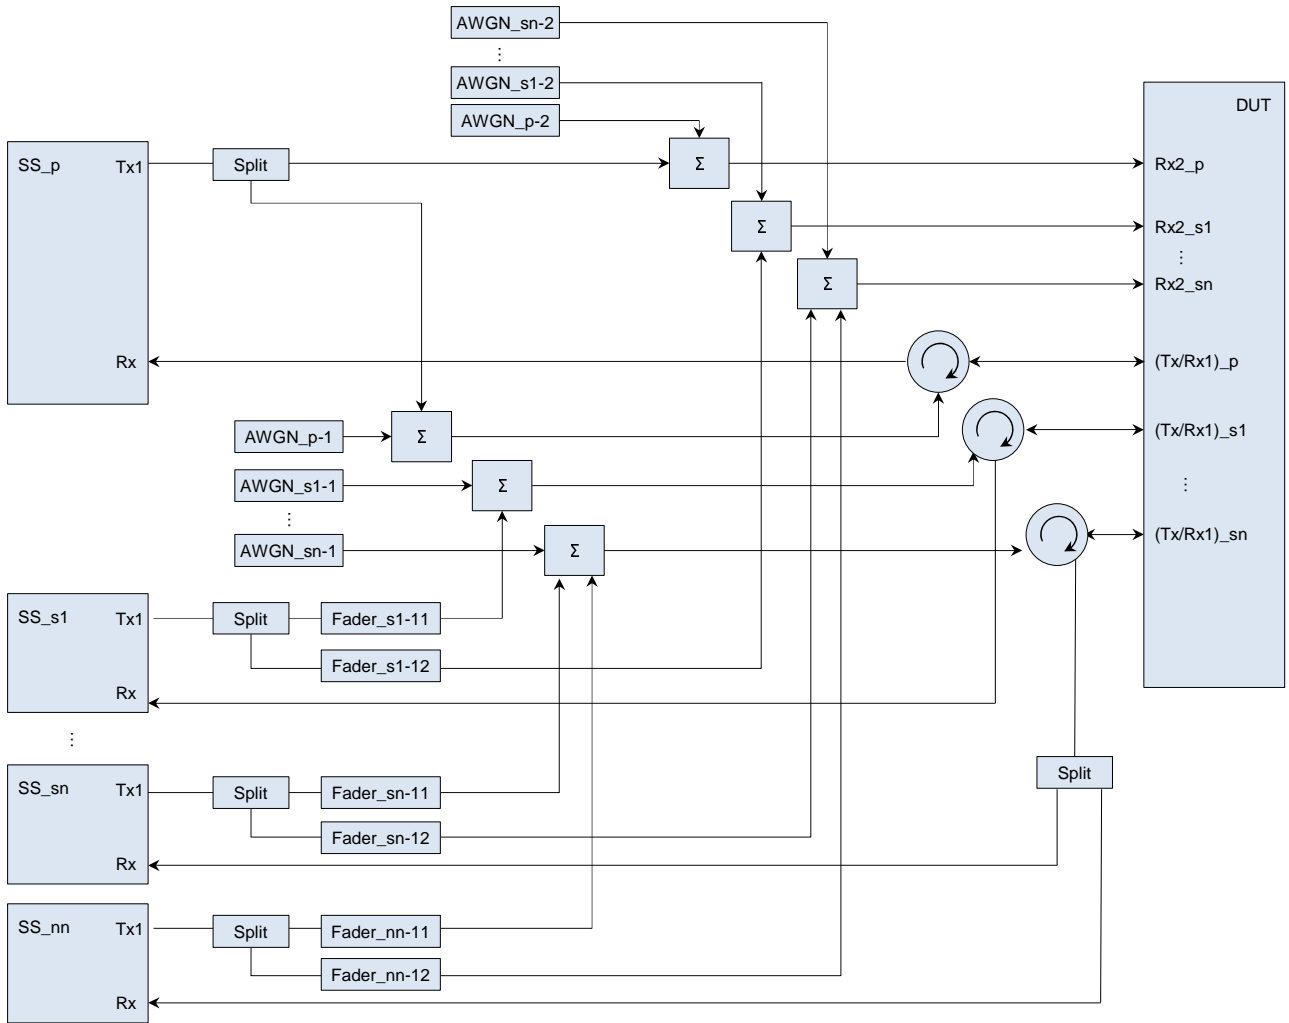 AWGN_sn-2
⋮
AWGN_s1-2
AWGN_p-2
DUT
SS_p
Tx1
Split
Σ
Rx2_p
Σ
Rx2_s1
⋮
Σ
Rx2_sn
Rx
(Tx/Rx1)_p
AWGN_p-1
Σ
(Tx/Rx1)_s1
AWGN_s1-1
Σ
⋮
⋮
AWGN_sn-1
Σ
(Tx/Rx1)_sn
SS_s1
Tx1
Split
Fader_s1-11
Fader_s1-12
Rx
⋮
Split
SS_sn
Tx1
Split
Fader_sn-11
Fader_sn-12
Rx
SS_nn
Tx1
Split
Fader_nn-11
Fader_nn-12
Rx